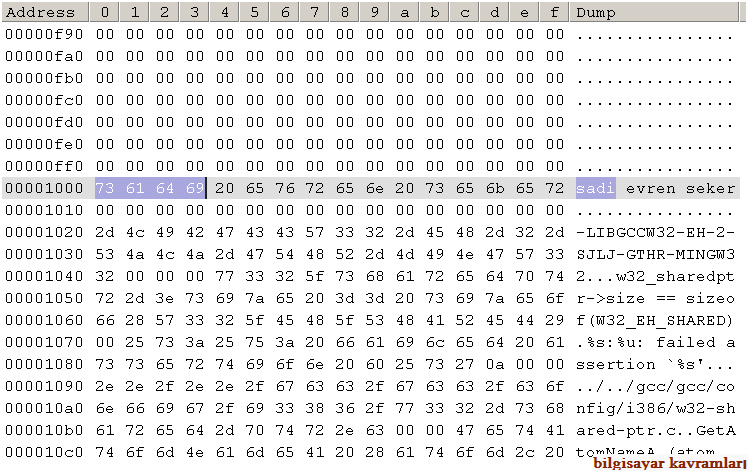 Address 0 1 2 3 4 5 6 7 8 9 a b c d e f Dump
00000f90 00 00 00 00 00 00 00 00 00 00 00 00 00 00 00 00 ................
00000fa0 00 00 00 00 00 00 00 00 00 00 00 00 00 00 00 00 ................
00000fb0 00 00 00 00 00 00 00 00 00 00 00 00 00 00 00 00 ................
00000fc0 00 00 00 00 00 00 00 00 00 00 00 00 00 00 00 00 ................
00000fd0 00 00 00 00 00 00 00 00 00 00 00 00 00 00 00 00 ................
00000fe0 00 00 00 00 00 00 00 00 00 00 00 00 00 00 00 00 ................
00000ff0 00 00 00 00 00 00 00 00 00 00 00 00 00 00 00 00 ................
00001000 73 61 64 69 20 65 76 72 65 6e 20 73 65 6b 65 72 sadi evren seker
00001010 00 00 00 00 00 00 00 00 00 00 00 00 00 00 00 00 ................
00001020 2d 4c 49 42 47 43 43 57 33 32 2d 45 48 2d 32 2d -LIBGCCW32-EH-2-
00001030 53 4a 4c 4a 2d 47 54 48 52 2d 4d 49 4e 47 57 33 SJLJ-GTHR-MINGW3
00001040 32 00 00 00 77 33 32 5f 73 68 61 72 65 64 70 74 2...w32_sharedpt
00001050 72 2d 3e 73 69 7a 65 20 3d 3d 20 73 69 7a 65 6f r->size == sizeo
00001060 66 28 57 33 32 5f 45 48 5f 53 48 41 52 45 44 29 f(W32_EH_SHARED)
00001070 00 25 73 3a 25 75 3a 20 66 61 69 6c 65 64 20 61 .%s:%u: failed a
00001080 73 73 65 72 74 69 6f 6e 20 60 25 73 27 0a 00 00 ssertion `%s'...
00001090 2e 2e 2f 2e 2e 2f 67 63 63 2f 67 63 63 2f 63 6f ../../gcc/gcc/co
000010a0 6e 66 69 67 2f 69 33 38 36 2f 77 33 32 2d 73 68 nfig/i386/w32-sh
000010b0 61 72 65 64 2d 70 74 72 2e 63 00 00 47 65 74 41 ared-ptr.c..GetA
000010c0 74 6f 6d 4e 61 6d 65 41 20 28 61 74 6f 6d 2c 20 tomNameA (atom,
bilgisayar kavramları